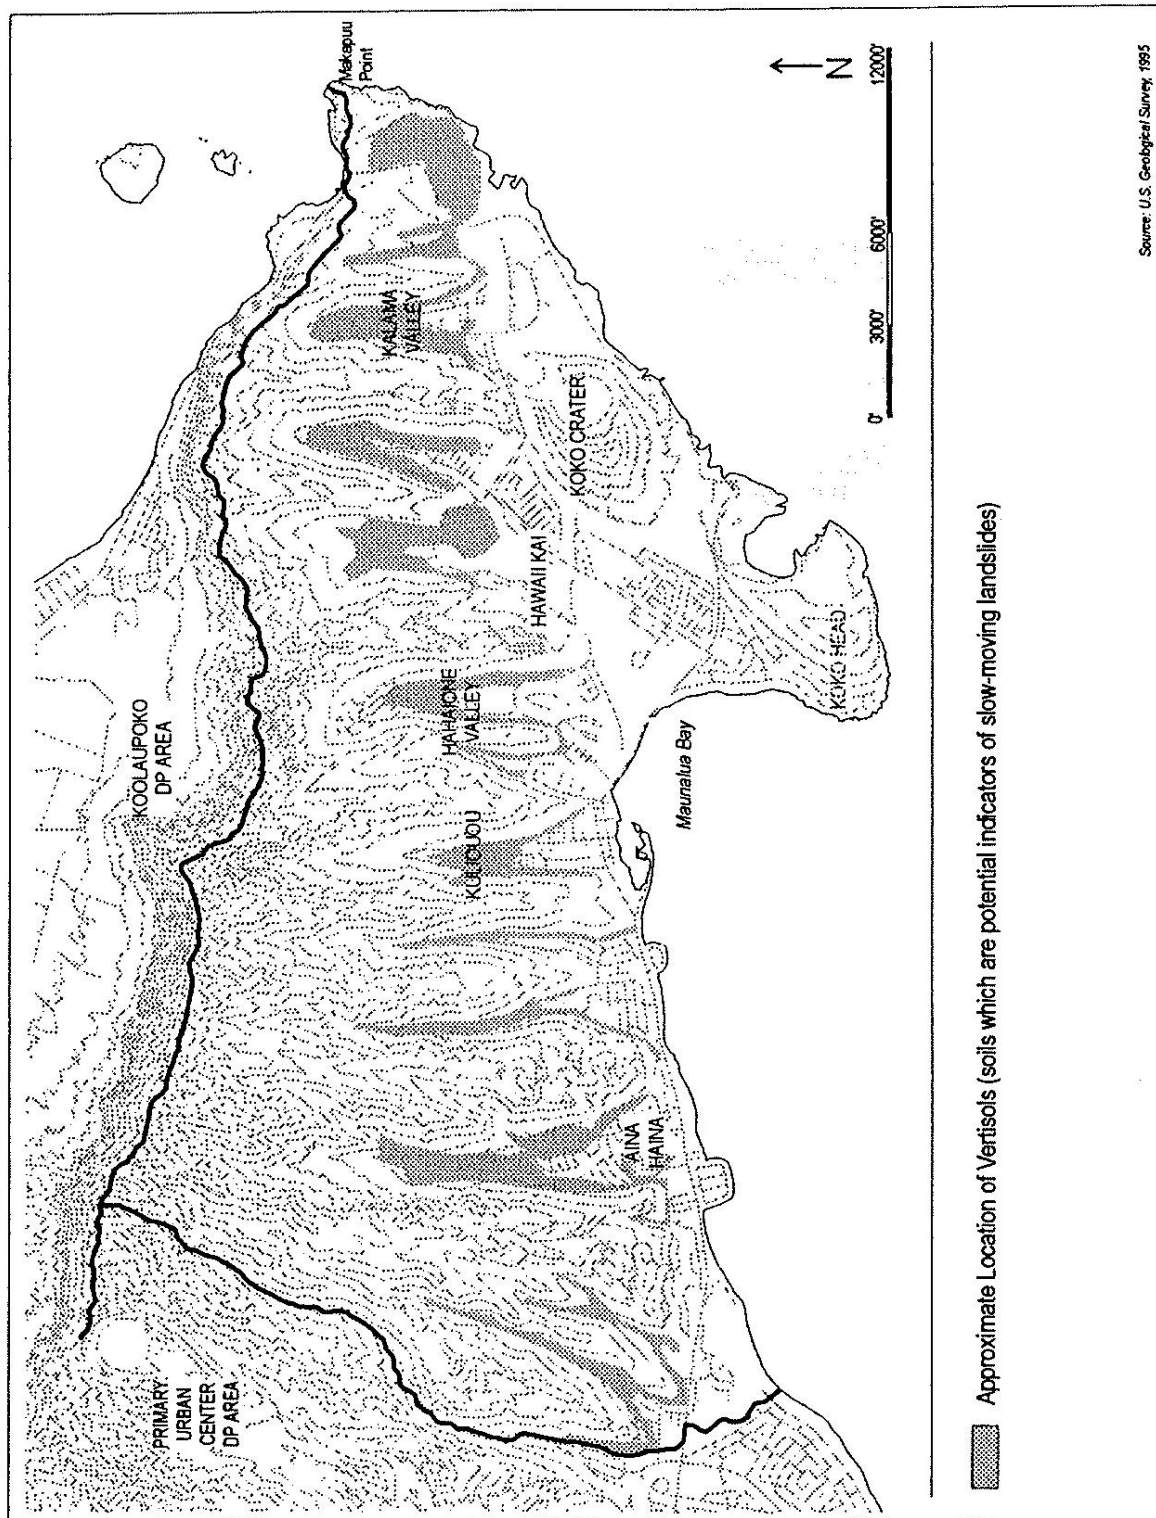 Makapuu
Point
KOOLAUPOKO
DP AREA
PRIMARY
URBAN
CENTER
DP AREA
KALAMA
VALLEY
HAHAIONE
VALLEY
KULIOUOU
HAWAII KAI
KOKO CRATER
KOKO HEAD
AINA
HAINA
Maunalua Bay
N
0' 3000' 6000' 12000'
Approximate Location of Vertisols (soils which are potential indicators of slow-moving landslides)
Source: U.S. Geological Survey, 1995